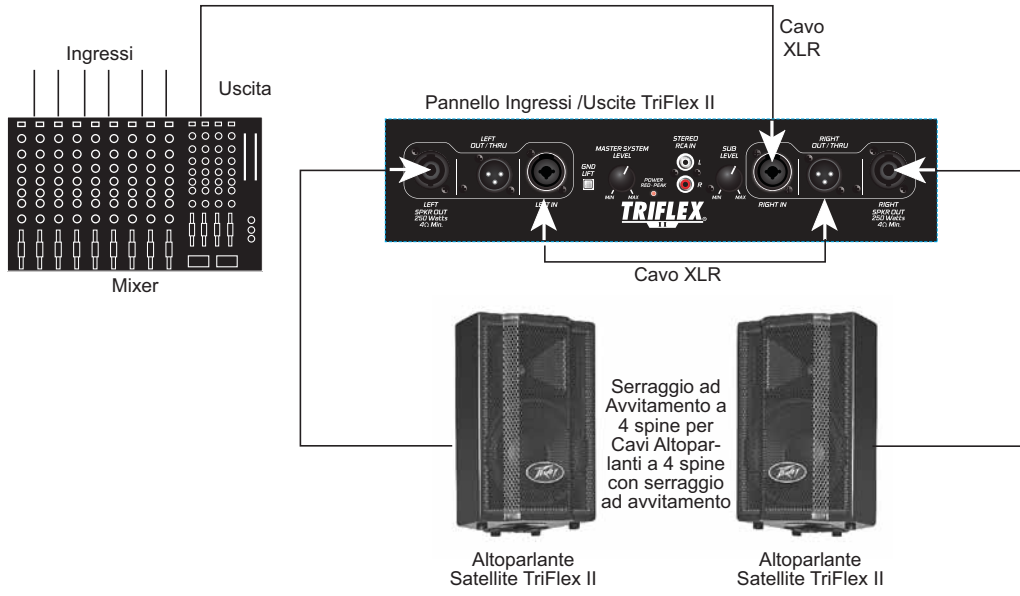 Ingressi
Uscita
Cavo
XLR
Pannello Ingressi /Uscite TriFlex II
LEFT
OUT / THRU
MASTER SYSTEM
LEVEL
STEREO
RCA IN
SUB
LEVEL
RIGHT
OUT / THRU
GND
LIFT
L
R
POWER
RED - PEAK
MIN
MAX
MIN
MAX
LEFT
SPKR OUT
250 Watts
4Ω Min.
LEFT IN
TRIFLEX®
II
RIGHT IN
RIGHT
SPKR OUT
250 Watts
4Ω Min.
Mixer
Cavo XLR
Serraggio ad
Avvitamento a
4 spine per
Cavi Altopar-
lanti a 4 spine
con serraggio
ad avvitamento
PEAVEY
PEAVEY
Altoparlante
Satellite TriFlex II
Altoparlante
Satellite TriFlex II